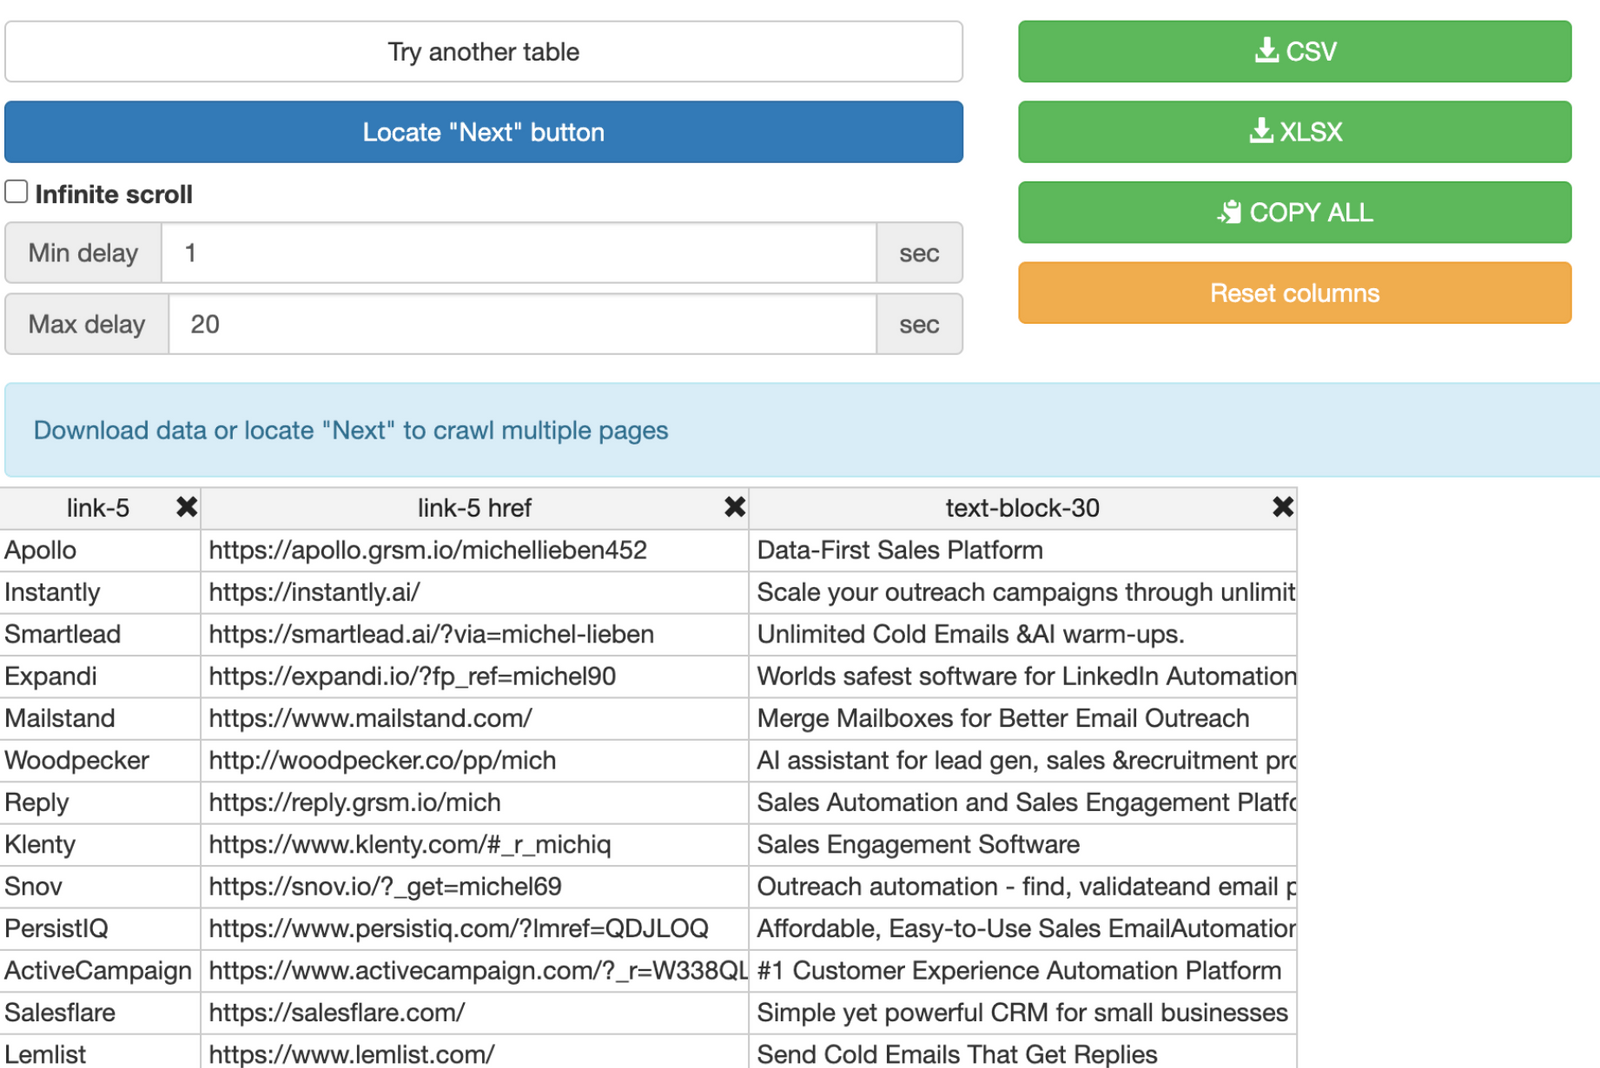 Try another table
CSV
Locate "Next" button
XLSX
Infinite scroll
COPY ALL
Min delay 1 sec
Reset columns
Max delay 20 sec
Download data or locate "Next" to crawl multiple pages
link-5 link-5 href text-block-30
Apollo https://apollo.grsm.io/michellieben452 Data-First Sales Platform
Instantly https://instantly.ai/ Scale your outreach campaigns through unlimit
Smartlead https://smartlead.ai/?via=michel-lieben Unlimited Cold Emails &AI warm-ups.
Expandi https://expandi.io/?fp_ref=michel90 Worlds safest software for LinkedIn Automation
Mailstand https://www.mailstand.com/ Merge Mailboxes for Better Email Outreach
Woodpecker http://woodpecker.co/pp/mich AI assistant for lead gen, sales &recruitment pro
Reply https://reply.grsm.io/mich Sales Automation and Sales Engagement Platfo
Klenty https://www.klenty.com/#_r_michiq Sales Engagement Software
Snov https://snov.io/?_get=michel69 Outreach automation - find, validateand email p
PersistIQ https://www.persistiq.com/?lmref=QDJLOQ Affordable, Easy-to-Use Sales EmailAutomation
ActiveCampaign https://www.activecampaign.com/?_r=W338QL #1 Customer Experience Automation Platform
Salesflare https://salesflare.com/ Simple yet powerful CRM for small businesses
Lemlist https://www.lemlist.com/ Send Cold Emails That Get Replies